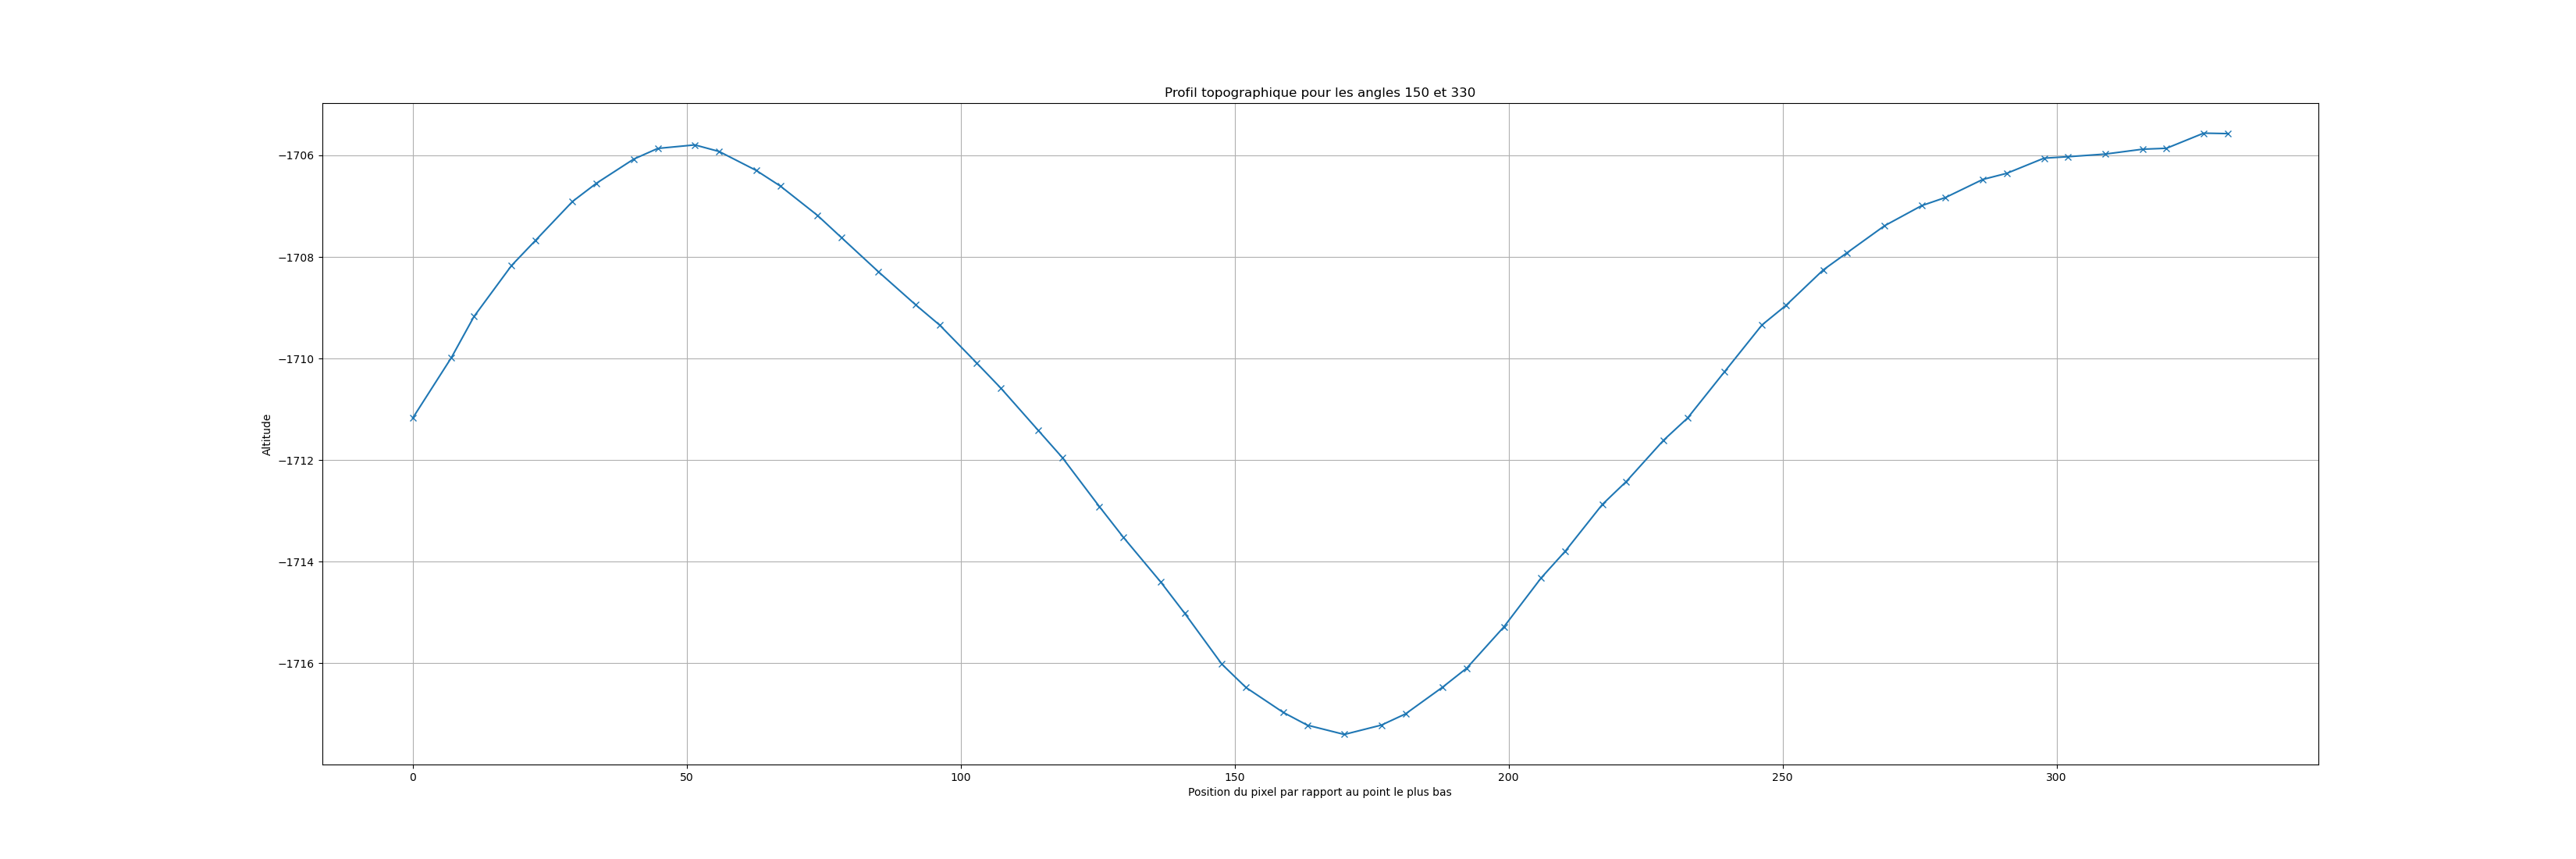 Profil topographique pour les angles 150 et 330
−1706
−1708
−1710
−1712
−1714
−1716
Altitude
0 50 100 150 200 250 300
Position du pixel par rapport au point le plus bas